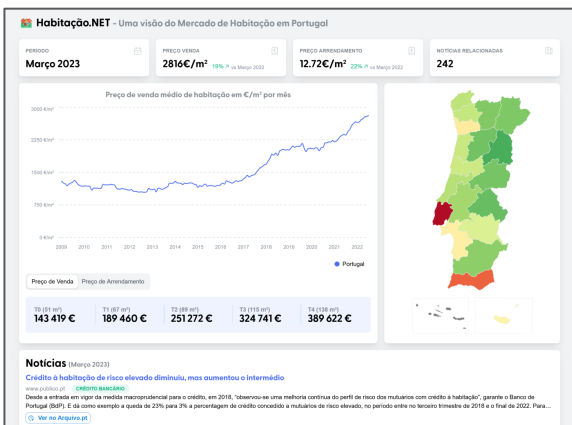 Habitação.NET - Uma visão do Mercado de Habitação em Portugal
PERÍODO
Março 2023
PREÇO VENDA
2816€/m² 19% ↗ vs Março 2022
PREÇO ARRENDAMENTO
12.72€/m² 22% ↗ vs Março 2022
NOTÍCIAS RELACIONADAS
242
Preço de venda médio de habitação em €/m² por mês
3000 €/m²
2250 €/m²
1500 €/m²
750 €/m²
0 €/m²
2009 2010 2011 2012 2013 2014 2015 2016 2017 2018 2019 2020 2021 2022
Portugal
Preço de Venda Preço de Arrendamento
T0 (51 m²) T1 (67 m²) T2 (89 m²) T3 (115 m²) T4 (138 m²)
143 419 € 189 460 € 251 272 € 324 741 € 389 622 €
Notícias (Março 2023)
Crédito à habitação de risco elevado diminuiu, mas aumentou o intermédio
www.publico.pt CRÉDITO BANCÁRIO
Desde a entrada em vigor da medida macroprudencial para o crédito, em 2018, "observou-se uma melhoria contínua do perfil de risco dos mutuários com crédito à habitação", garante o Banco de
Portugal (BdP). E dá como exemplo a queda de 23% para 3% a percentagem de crédito concedido a mutuários de risco elevado, no período entre no terceiro trimestre de 2018 e o final de 2022. Para...
Ver no Arquivo.pt